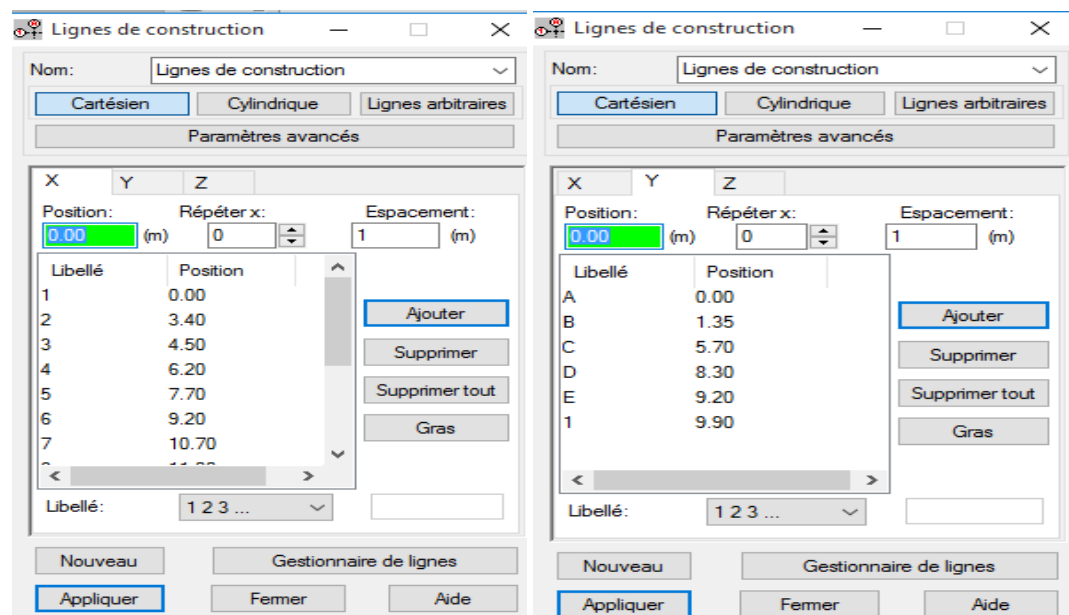 Lignes de construction
Nom: Lignes de construction
Cartésien Cylindrique Lignes arbitraires
Paramètres avancés
X Y Z
Position: Répéter x: Espacement:
0.00 (m) 0 1 (m)
Libellé Position
1 0.00
2 3.40
3 4.50
4 6.20
5 7.70
6 9.20
7 10.70
Ajouter
Supprimer
Supprimer tout
Gras
Libellé: 1 2 3 ...
Nouveau Gestionnaire de lignes
Appliquer Fermer Aide
Lignes de construction
Nom: Lignes de construction
Cartésien Cylindrique Lignes arbitraires
Paramètres avancés
X Y Z
Position: Répéter x: Espacement:
0.00 (m) 0 1 (m)
Libellé Position
A 0.00
B 1.35
C 5.70
D 8.30
E 9.20
1 9.90
Ajouter
Supprimer
Supprimer tout
Gras
Libellé: 1 2 3 ...
Nouveau Gestionnaire de lignes
Appliquer Fermer Aide